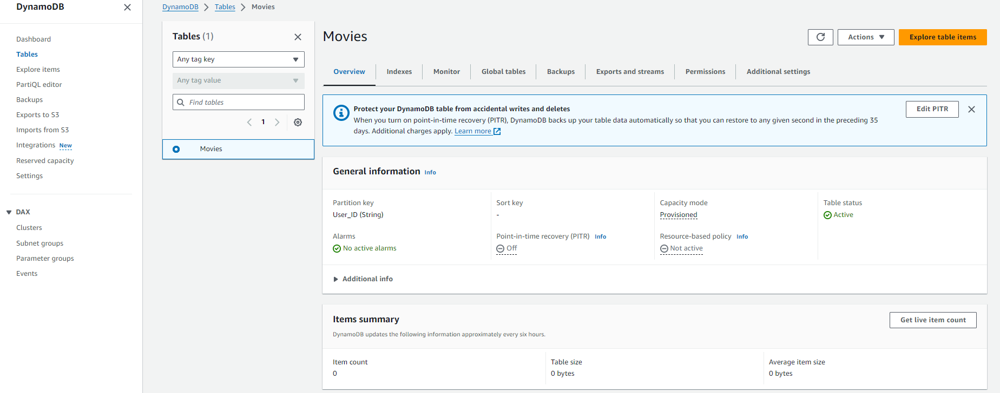 DynamoDB
Dashboard
Tables
Explore items
PartiQL editor
Backups
Exports to S3
Imports from S3
Integrations New
Reserved capacity
Settings
DAX
Clusters
Subnet groups
Parameter groups
Events
DynamoDB Tables Movies
Tables (1)
Any tag key
Any tag value
Find tables
1
Movies
Movies
Actions
Explore table items
Overview Indexes Monitor Global tables Backups Exports and streams Permissions Additional settings
Protect your DynamoDB table from accidental writes and deletes
When you turn on point-in-time recovery (PITR), DynamoDB backs up your table data automatically so that you can restore to any given second in the preceding 35
days. Additional charges apply. Learn more
Edit PITR
General information Info
Partition key
User_ID (String)
Sort key
-
Capacity mode
Provisioned
Table status
Active
Alarms
No active alarms
Point-in-time recovery (PITR) Info
Off
Resource-based policy Info
Not active
Additional info
Items summary
Get live item count
DynamoDB updates the following information approximately every six hours.
Item count
0
Table size
0 bytes
Average item size
0 bytes